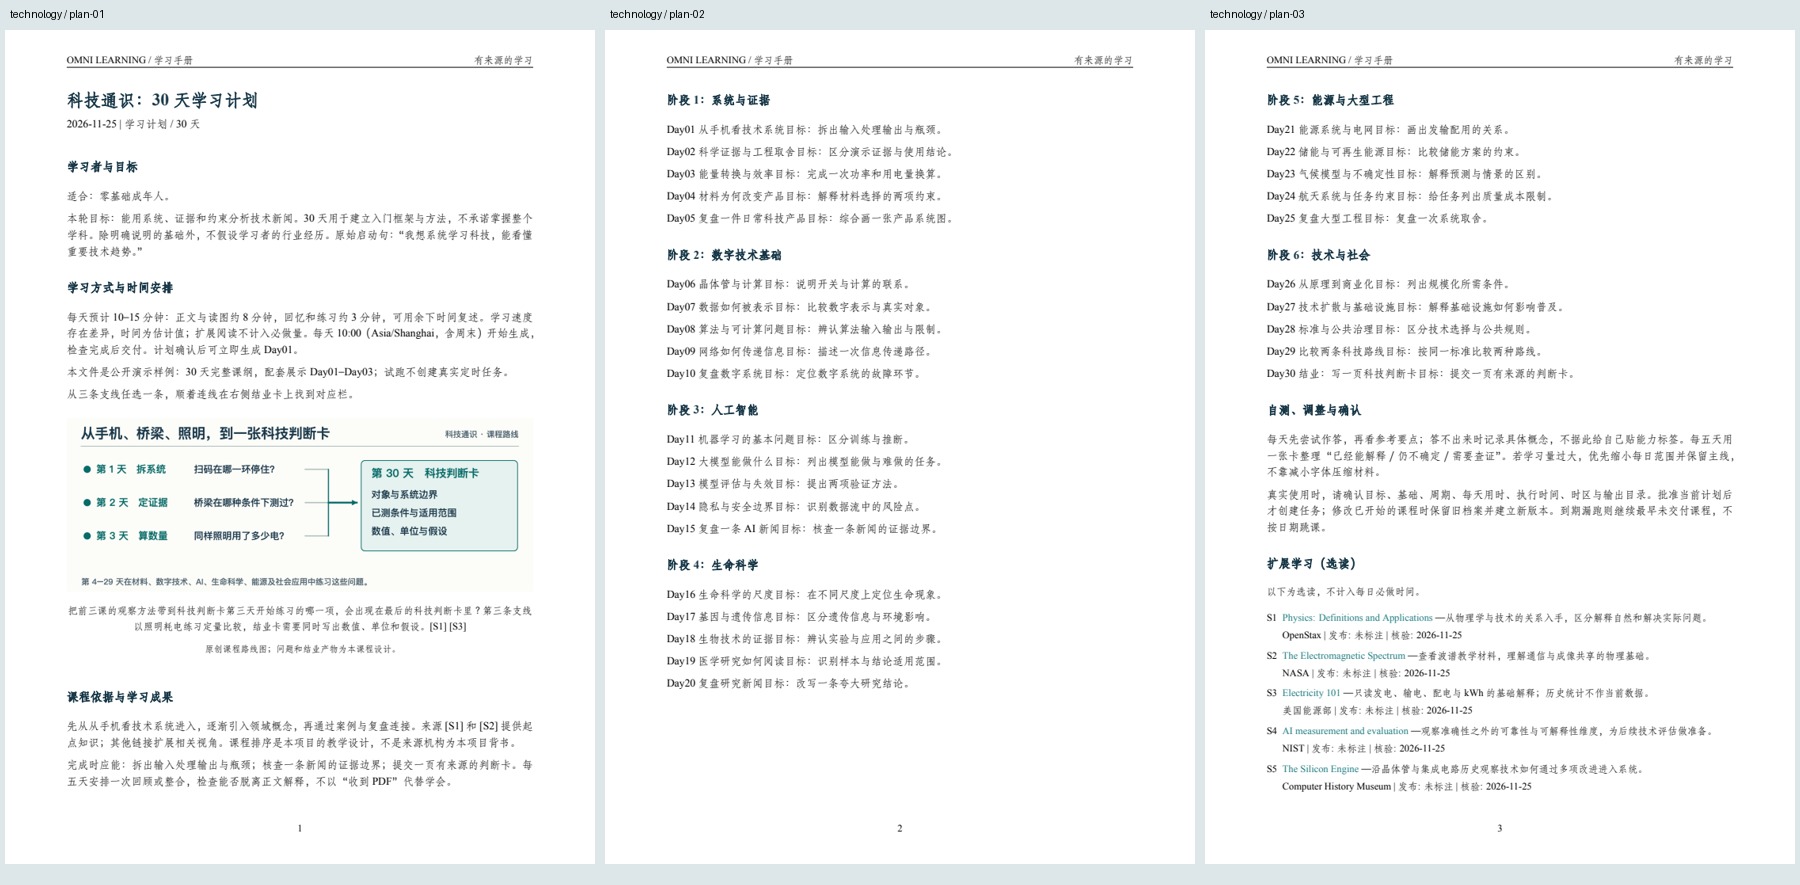 technology / plan-01
OMNI LEARNING / 学习手册
有来源的学习
科技通识：30 天学习计划
2026-11-25 | 学习计划 / 30 天
学习者与目标
适合：零基础成年人。
本轮目标：能用系统、证据和约束分析技术新闻。30 天用于建立入门框架与方法，不承诺掌握整个
学科。除明确说明的基础外，不假设学习者的行业经历。原始启动句：“我想系统学习科技，能看懂
重要技术趋势。”
学习方式与时间安排
每天预计 10–15 分钟：正文与读图约 8 分钟，回忆和练习约 3 分钟，可用余下时间复述。学习速度
存在差异，时间为估计值；扩展阅读不计入必做量。每天 10:00（Asia/Shanghai，含周末）开始生成，
检查完成后交付。计划确认后可立即生成 Day01。
本文件是公开演示样例：30 天完整课纲，配套展示 Day01–Day03；试跑不创建真实定时任务。
从三条支线任选一条，顺着连线在右侧结业卡上找到对应栏。
从手机、桥梁、照明，到一张科技判断卡
科技通识 · 课程路线
第 1 天 拆系统 扫码在哪一环停住？
第 2 天 定证据 桥梁在哪种条件下测过？
第 3 天 算数量 同样照明用了多少电？
第 30 天 科技判断卡
对象与系统边界
已测条件与适用范围
数值、单位与假设
第 4–29 天在材料、数字技术、AI、生命科学、能源及社会应用中练习这些问题。
把前三课的观察方法带到科技判断卡第三天开始练习的哪一项，会出现在最后的科技判断卡里？第三条支线
以照明耗电练习定量比较，结业卡需要同时写出数值、单位和假设。[S1] [S3]
原创课程路线图；问题和结业产物为本课程设计。
课程依据与学习成果
先从从手机看技术系统进入，逐渐引入领域概念，再通过案例与复盘连接。来源 [S1] 和 [S2] 提供起
点知识；其他链接扩展相关视角。课程排序是本项目的教学设计，不是来源机构为本项目背书。
完成时应能：拆出输入处理输出与瓶颈；核查一条新闻的证据边界；提交一页有来源的判断卡。每
五天安排一次回顾或整合，检查能否脱离正文解释，不以“收到 PDF”代替学会。
1
technology / plan-02
OMNI LEARNING / 学习手册
有来源的学习
阶段 1：系统与证据
Day01 从手机看技术系统目标：拆出输入处理输出与瓶颈。
Day02 科学证据与工程取舍目标：区分演示证据与使用结论。
Day03 能量转换与效率目标：完成一次功率和用电量换算。
Day04 材料为何改变产品目标：解释材料选择的两项约束。
Day05 复盘一件日常科技产品目标：综合画一张产品系统图。
阶段 2：数字技术基础
Day06 晶体管与计算目标：说明开关与计算的联系。
Day07 数据如何被表示目标：比较数字表示与真实对象。
Day08 算法与可计算问题目标：辨认算法输入输出与限制。
Day09 网络如何传递信息目标：描述一次信息传递路径。
Day10 复盘数字系统目标：定位数字系统的故障环节。
阶段 3：人工智能
Day11 机器学习的基本问题目标：区分训练与推断。
Day12 大模型能做什么目标：列出模型能做与难做的任务。
Day13 模型评估与失效目标：提出两项验证方法。
Day14 隐私与安全边界目标：识别数据流中的风险点。
Day15 复盘一条 AI 新闻目标：核查一条新闻的证据边界。
阶段 4：生命科学
Day16 生命科学的尺度目标：在不同尺度上定位生命现象。
Day17 基因与遗传信息目标：区分遗传信息与环境影响。
Day18 生物技术的证据目标：辨认实验与应用之间的步骤。
Day19 医学研究如何阅读目标：识别样本与结论适用范围。
Day20 复盘研究新闻目标：改写一条夸大研究结论。
2
technology / plan-03
OMNI LEARNING / 学习手册
有来源的学习
阶段 5：能源与大型工程
Day21 能源系统与电网目标：画出发输配用的关系。
Day22 储能与可再生能源目标：比较储能方案的约束。
Day23 气候模型与不确定性目标：解释预测与情景的区别。
Day24 航天系统与任务约束目标：给任务列出质量成本限制。
Day25 复盘大型工程目标：复盘一次系统取舍。
阶段 6：技术与社会
Day26 从原理到商业化目标：列出规模化所需条件。
Day27 技术扩散与基础设施目标：解释基础设施如何影响普及。
Day28 标准与公共治理目标：区分技术选择与公共规则。
Day29 比较两条科技路线目标：按同一标准比较两种路线。
Day30 结业：写一页科技判断卡目标：提交一页有来源的判断卡。
自测、调整与确认
每天先尝试作答，再看参考要点；答不出来时记录具体概念，不据此给自己贴能力标签。每五天用
一张卡整理“已经能解释 / 仍不确定 / 需要查证”。若学习量过大，优先缩小每日范围并保留主线，
不靠减小字体压缩材料。
真实使用时，请确认目标、基础、周期、每天用时、执行时间、时区与输出目录。批准当前计划后
才创建任务；修改已开始的课程时保留旧档案并建立新版本。到期漏跑则继续最早未交付课程，不
按日期跳课。
扩展学习（选读）
以下为选读，不计入每日必做时间。
S1 Physics: Definitions and Applications —从物理学与技术的关系入手，区分解释自然和解决实际问题。
OpenStax | 发布: 未标注 | 核验: 2026-11-25
S2 The Electromagnetic Spectrum —查看波谱教学材料，理解通信与成像共享的物理基础。
NASA | 发布: 未标注 | 核验: 2026-11-25
S3 Electricity 101 —只读发电、输电、配电与 kWh 的基础解释；历史统计不作当前数据。
美国能源部 | 发布: 未标注 | 核验: 2026-11-25
S4 AI measurement and evaluation —观察准确性之外的可靠性与可解释性维度，为后续技术评估做准备。
NIST | 发布: 未标注 | 核验: 2026-11-25
S5 The Silicon Engine —沿晶体管与集成电路历史观察技术如何通过多项改进进入系统。
Computer History Museum | 发布: 未标注 | 核验: 2026-11-25
3